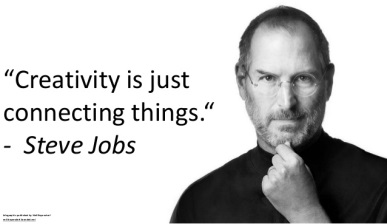 “Creativity is just
connecting things.“
- Steve Jobs